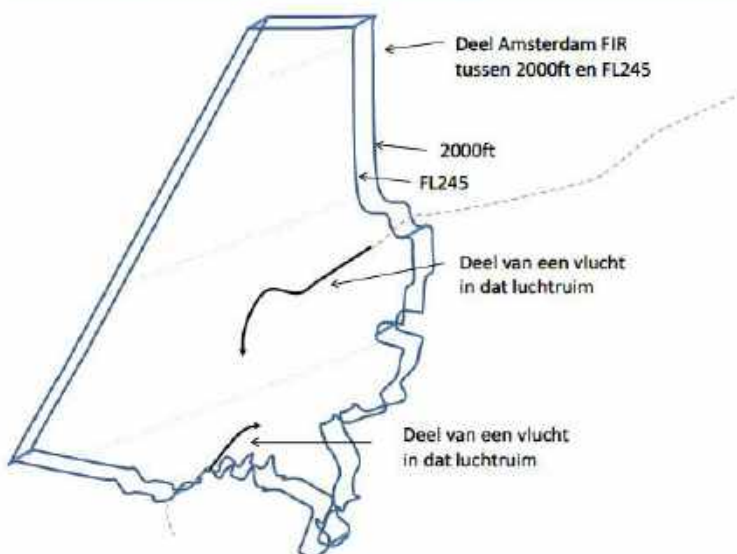 Deel Amsterdam FIR
tussen 2000ft en FL245
2000ft
FL245
Deel van een vlucht
in dat luchtruim
Deel van een vlucht
in dat luchtruim